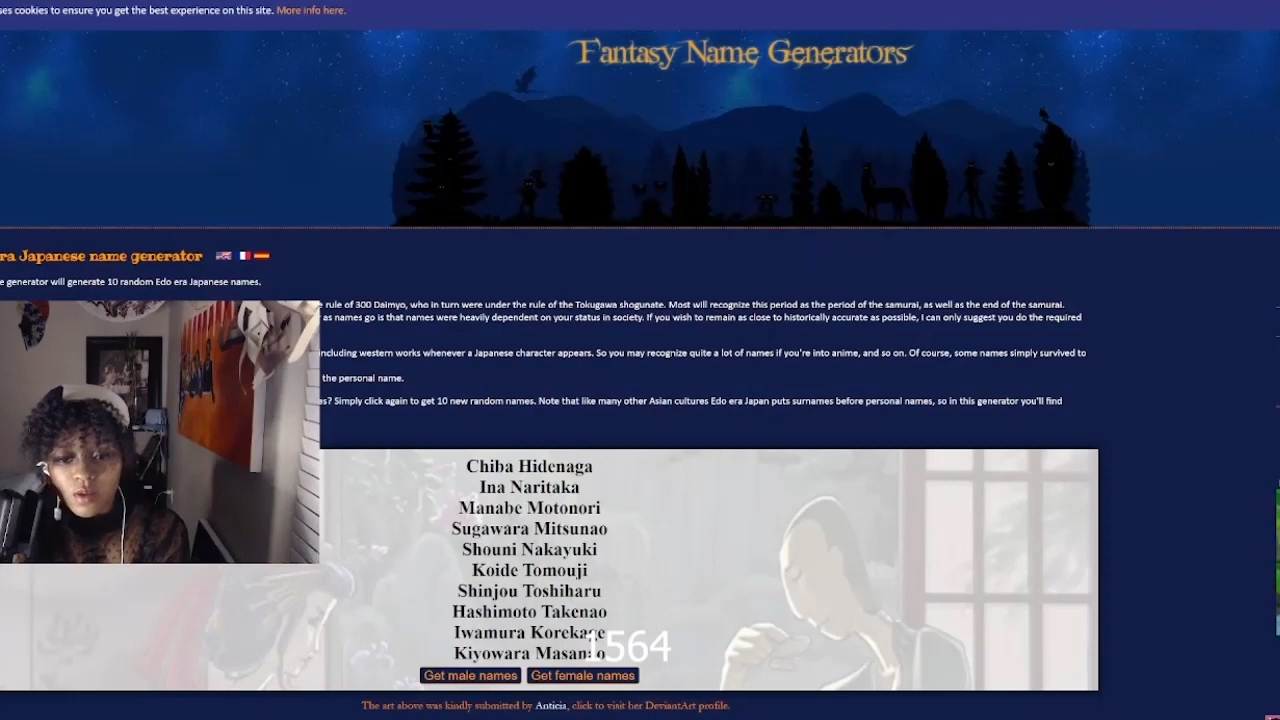 ses cookies to ensure you get the best experience on this site. More info here.
Fantasy Name Generators
ra Japanese name generator
e generator will generate 10 random Edo era Japanese names.
rule of 300 Daimyo, who in turn were under the rule of the Tokugawa shogunate. Most will recognize this period as the period of the samurai, as well as the end of the samurai.
as names go is that names were heavily dependent on your status in society. If you wish to remain as close to historically accurate as possible, I can only suggest you do the required
including western works whenever a Japanese character appears. So you may recognize quite a lot of names if you're into anime, and so on. Of course, some names simply survived to
the personal name.
s? Simply click again to get 10 new random names. Note that like many other Asian cultures Edo era Japan puts surnames before personal names, so in this generator you'll find
Chiba Hidenaga
Ina Naritaka
Manabe Motonori
Sugawara Mitsunao
Shouni Nakayuki
Koide Tomouji
Shinjou Toshiharu
Hashimoto Takenao
Iwamura Korekage
Kiyowara Masanao
1564
Get male names Get female names
The art above was kindly submitted by Anticia, click to visit her DeviantArt profile.